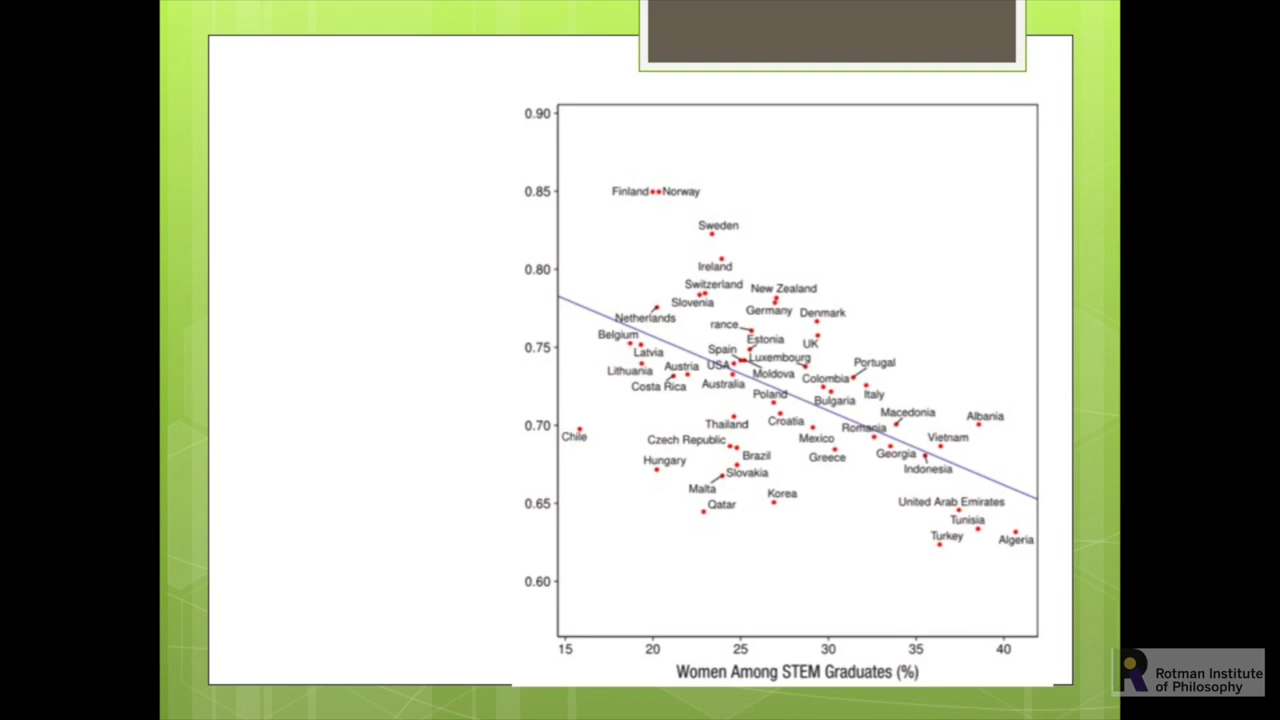 0.90
0.85
0.80
0.75
0.70
0.65
0.60
Finland Norway
Sweden
Ireland
Switzerland
Slovenia
New Zealand
Germany
Denmark
Netherlands
rance
Belgium
Latvia
Estonia
UK
Spain
Luxembourg
Lithuania
Austria
USA
Moldova
Portugal
Costa Rica
Australia
Colombia
Italy
Poland
Bulgaria
Thailand
Croatia
Macedonia
Albania
Chile
Czech Republic
Mexico
Romania
Vietnam
Hungary
Brazil
Greece
Georgia
Slovakia
Indonesia
Malta
Korea
Qatar
United Arab Emirates
Tunisia
Turkey
Algeria
15 20 25 30 35 40
Women Among STEM Graduates (%)
Rotman Institute
of Philosophy